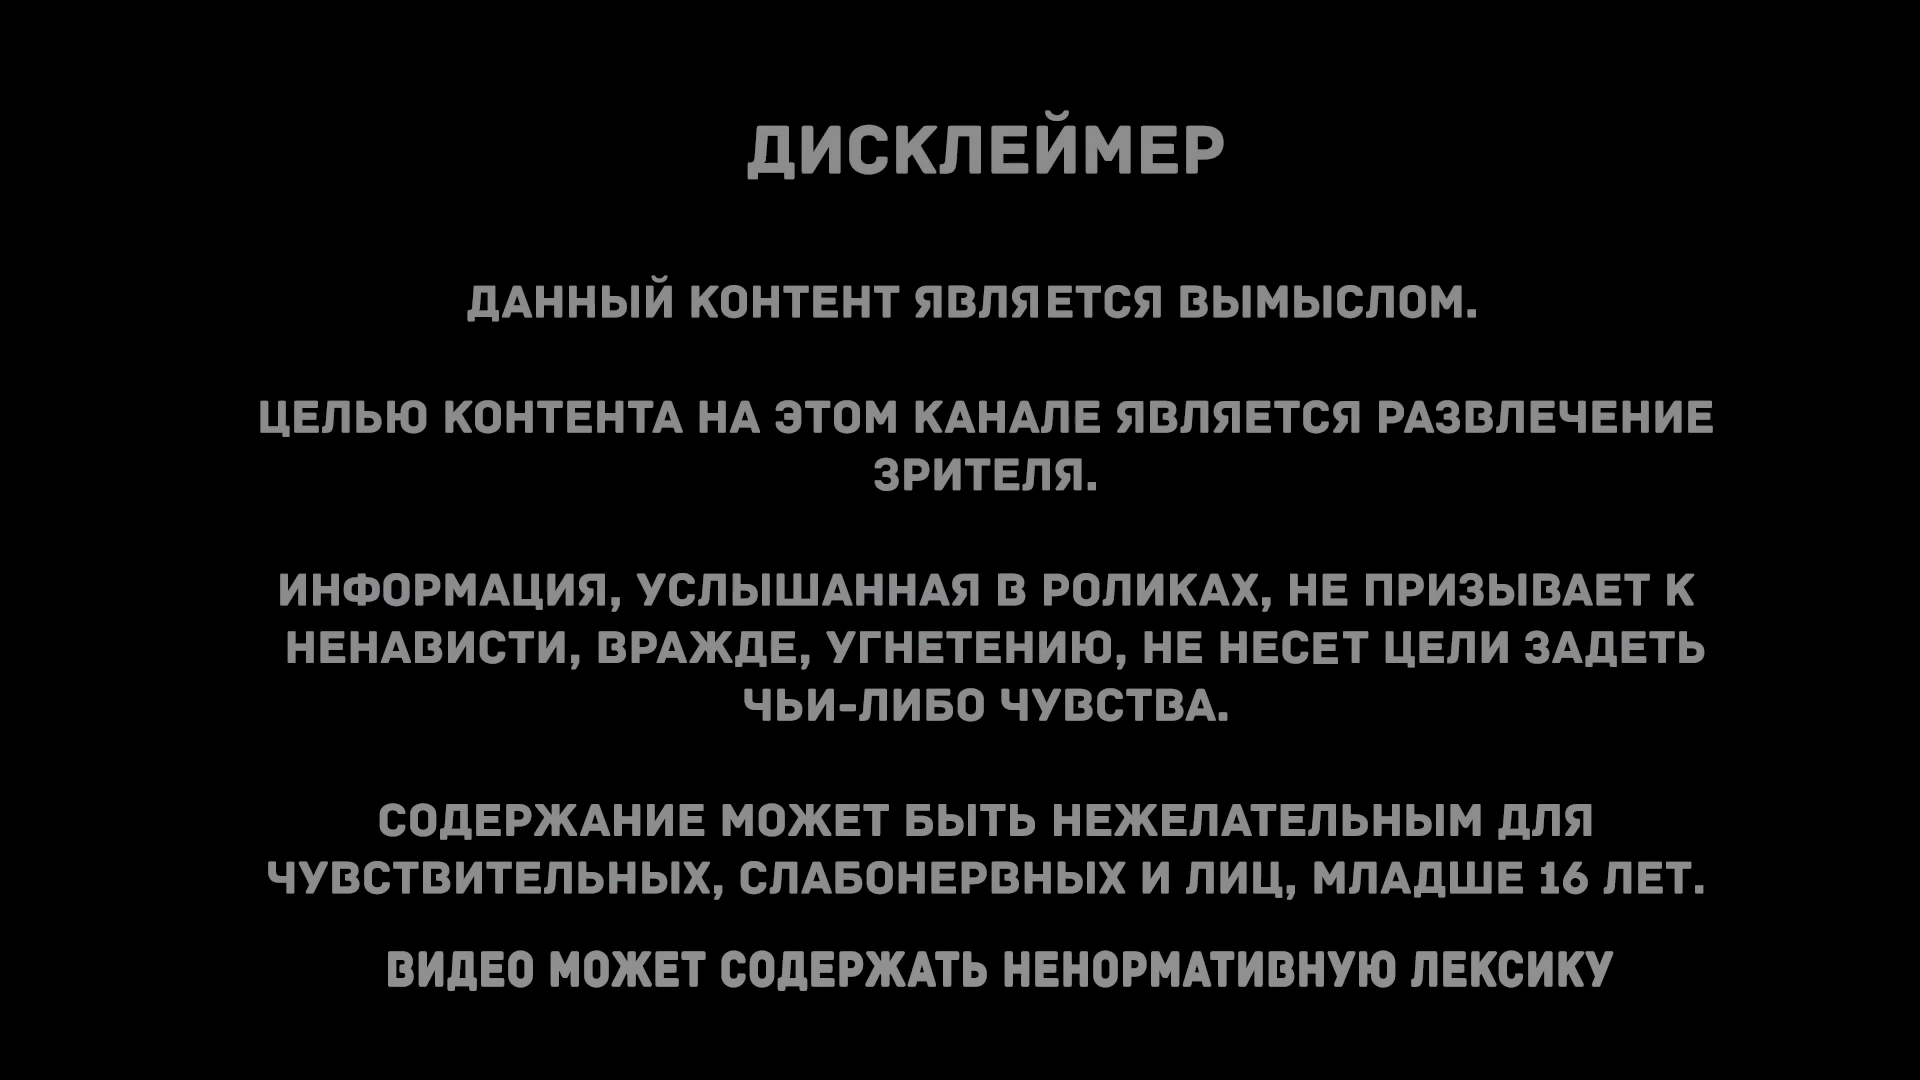 ДИСКЛЕЙМЕР
ДАННЫЙ КОНТЕНТ ЯВЛЯЕТСЯ ВЫМЫСЛОМ.
ЦЕЛЬЮ КОНТЕНТА НА ЭТОМ КАНАЛЕ ЯВЛЯЕТСЯ РАЗВЛЕЧЕНИЕ
ЗРИТЕЛЯ.
ИНФОРМАЦИЯ, УСЛЫШАННАЯ В РОЛИКАХ, НЕ ПРИЗЫВАЕТ К
НЕНАВИСТИ, ВРАЖДЕ, УГНЕТЕНИЮ, НЕ НЕСЕТ ЦЕЛИ ЗАДЕТЬ
ЧЬИ-ЛИБО ЧУВСТВА.
СОДЕРЖАНИЕ МОЖЕТ БЫТЬ НЕЖЕЛАТЕЛЬНЫМ ДЛЯ
ЧУВСТВИТЕЛЬНЫХ, СЛАБОНЕРВНЫХ И ЛИЦ, МЛАДШЕ 16 ЛЕТ.
ВИДЕО МОЖЕТ СОДЕРЖАТЬ НЕНОРМАТИВНУЮ ЛЕКСИКУ